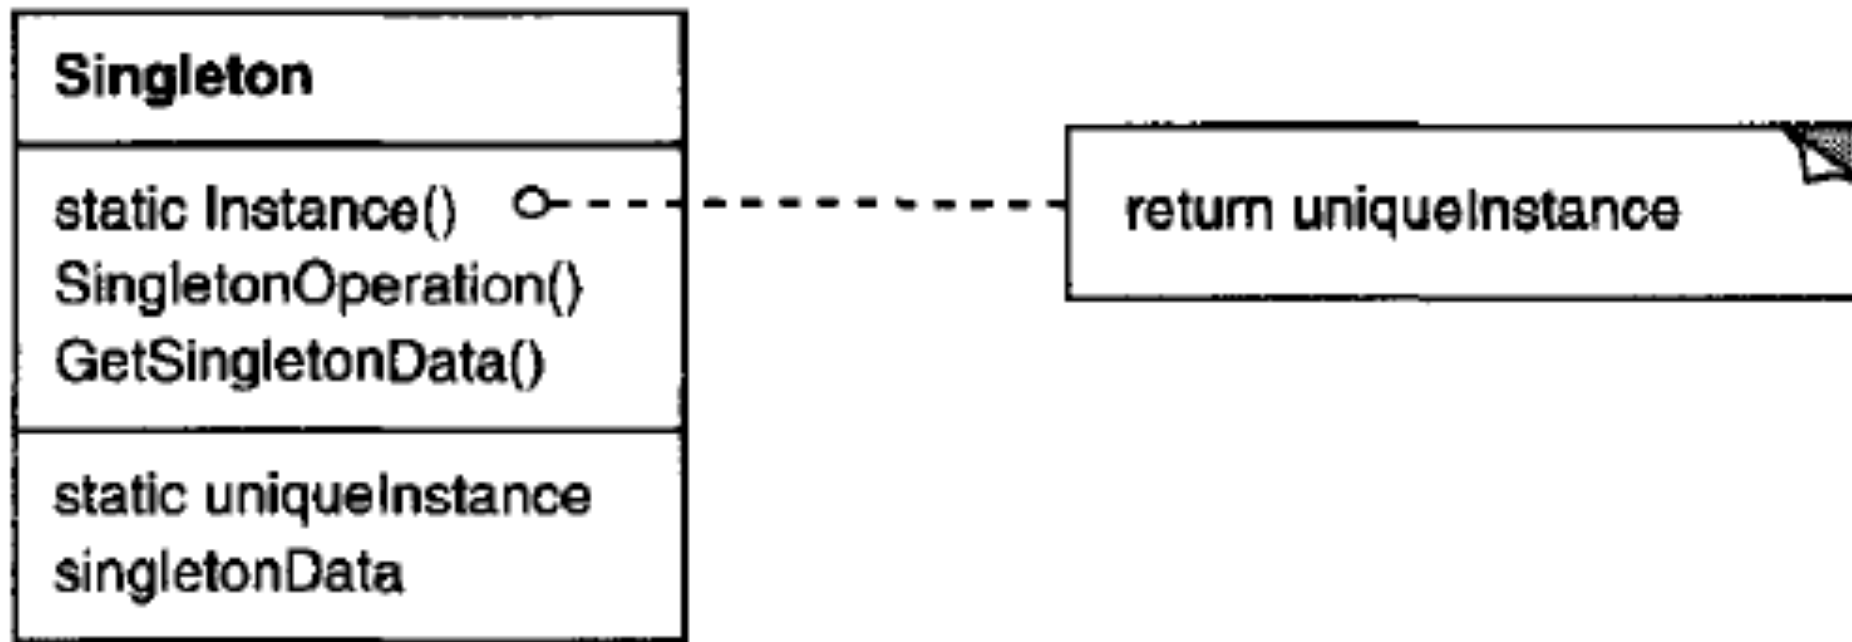 Singleton
static Instance()
SingletonOperation()
GetSingletonData()
static uniqueInstance
singletonData
return uniqueInstance